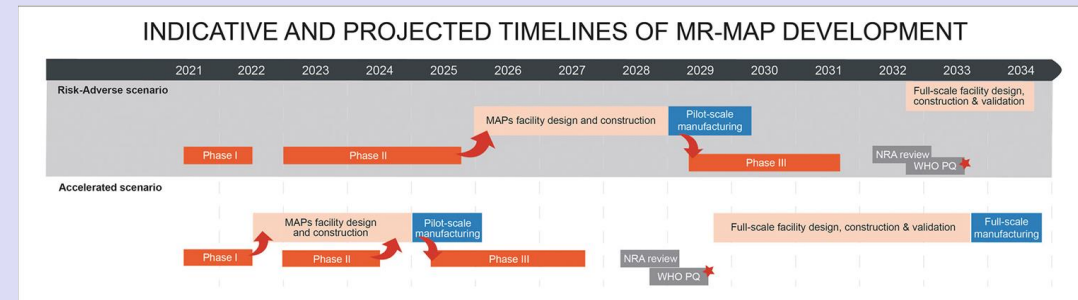 INDICATIVE AND PROJECTED TIMELINES OF MR-MAP DEVELOPMENT
2021 2022 2023 2024 2025 2026 2027 2028 2029 2030 2031 2032 2033 2034
Risk-Adverse scenario
Full-scale facility design,
construction & validation
MAPs facility design and construction
Pilot-scale
manufacturing
Phase I
Phase II
Phase III
NRA review
WHO PQ
Accelerated scenario
MAPs facility design
and construction
Pilot-scale
manufacturing
Full-scale facility design, construction & validation
Full-scale
manufacturing
Phase I
Phase II
Phase III
NRA review
WHO PQ